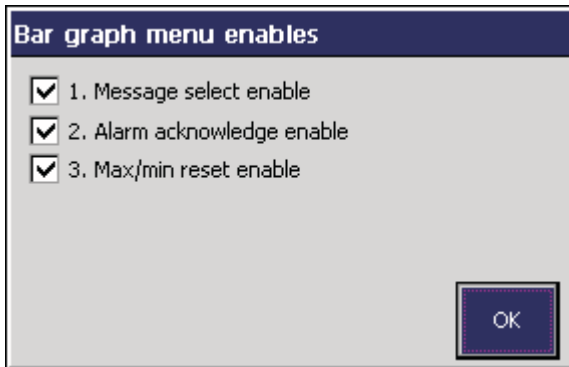 Bar graph menu enables
1. Message select enable
2. Alarm acknowledge enable
3. Max/min reset enable
OK